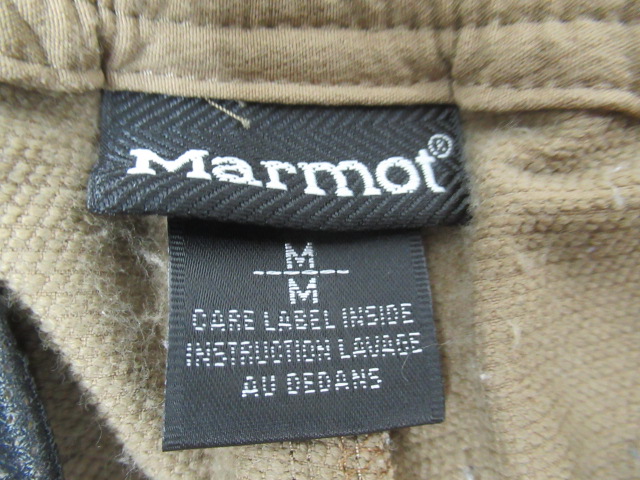 Marmot®
M
M
CARE LABEL INSIDE
INSTRUCTION LAVAGE
AU DEDANS